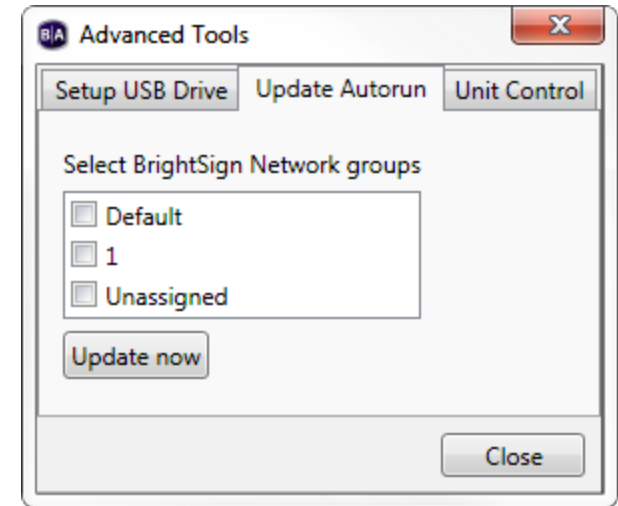 B|A Advanced Tools
Setup USB Drive Update Autorun Unit Control
Select BrightSign Network groups
Default
1
Unassigned
Update now
Close